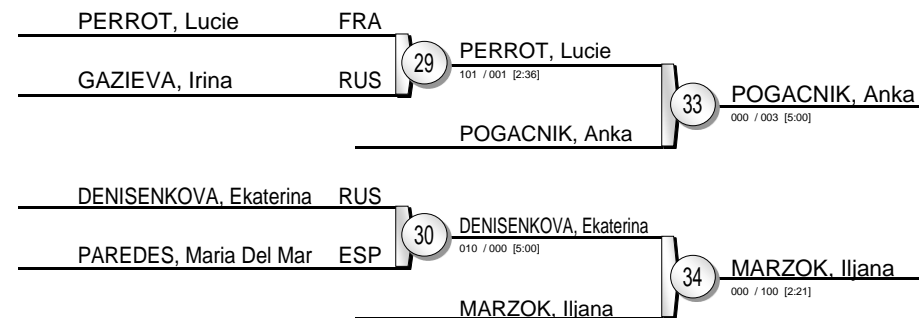 PERROT, Lucie FRA
29
PERROT, Lucie
101 / 001 [2:36]
GAZIEVA, Irina RUS
33
POGACNIK, Anka
000 / 003 [5:00]
POGACNIK, Anka
DENISENKOVA, Ekaterina RUS
30
DENISENKOVA, Ekaterina
010 / 000 [5:00]
PAREDES, Maria Del Mar ESP
34
MARZOK, Iljana
000 / 100 [2:21]
MARZOK, Iljana